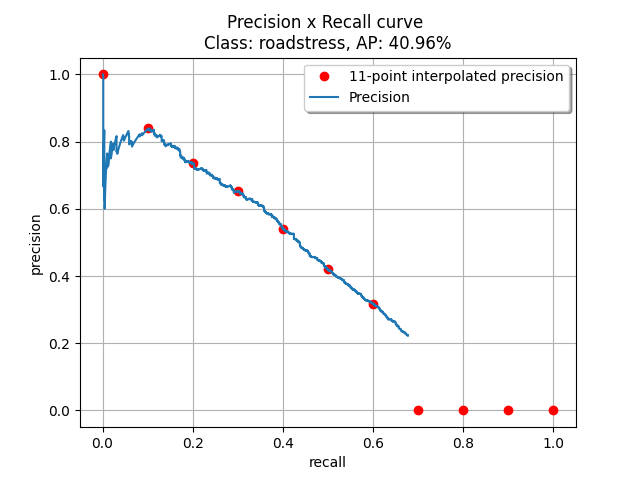 Precision x Recall curve
Class: roadstress, AP: 40.96%
11-point interpolated precision
Precision
1.0
0.8
0.6
0.4
0.2
0.0
precision
0.0 0.2 0.4 0.6 0.8 1.0
recall